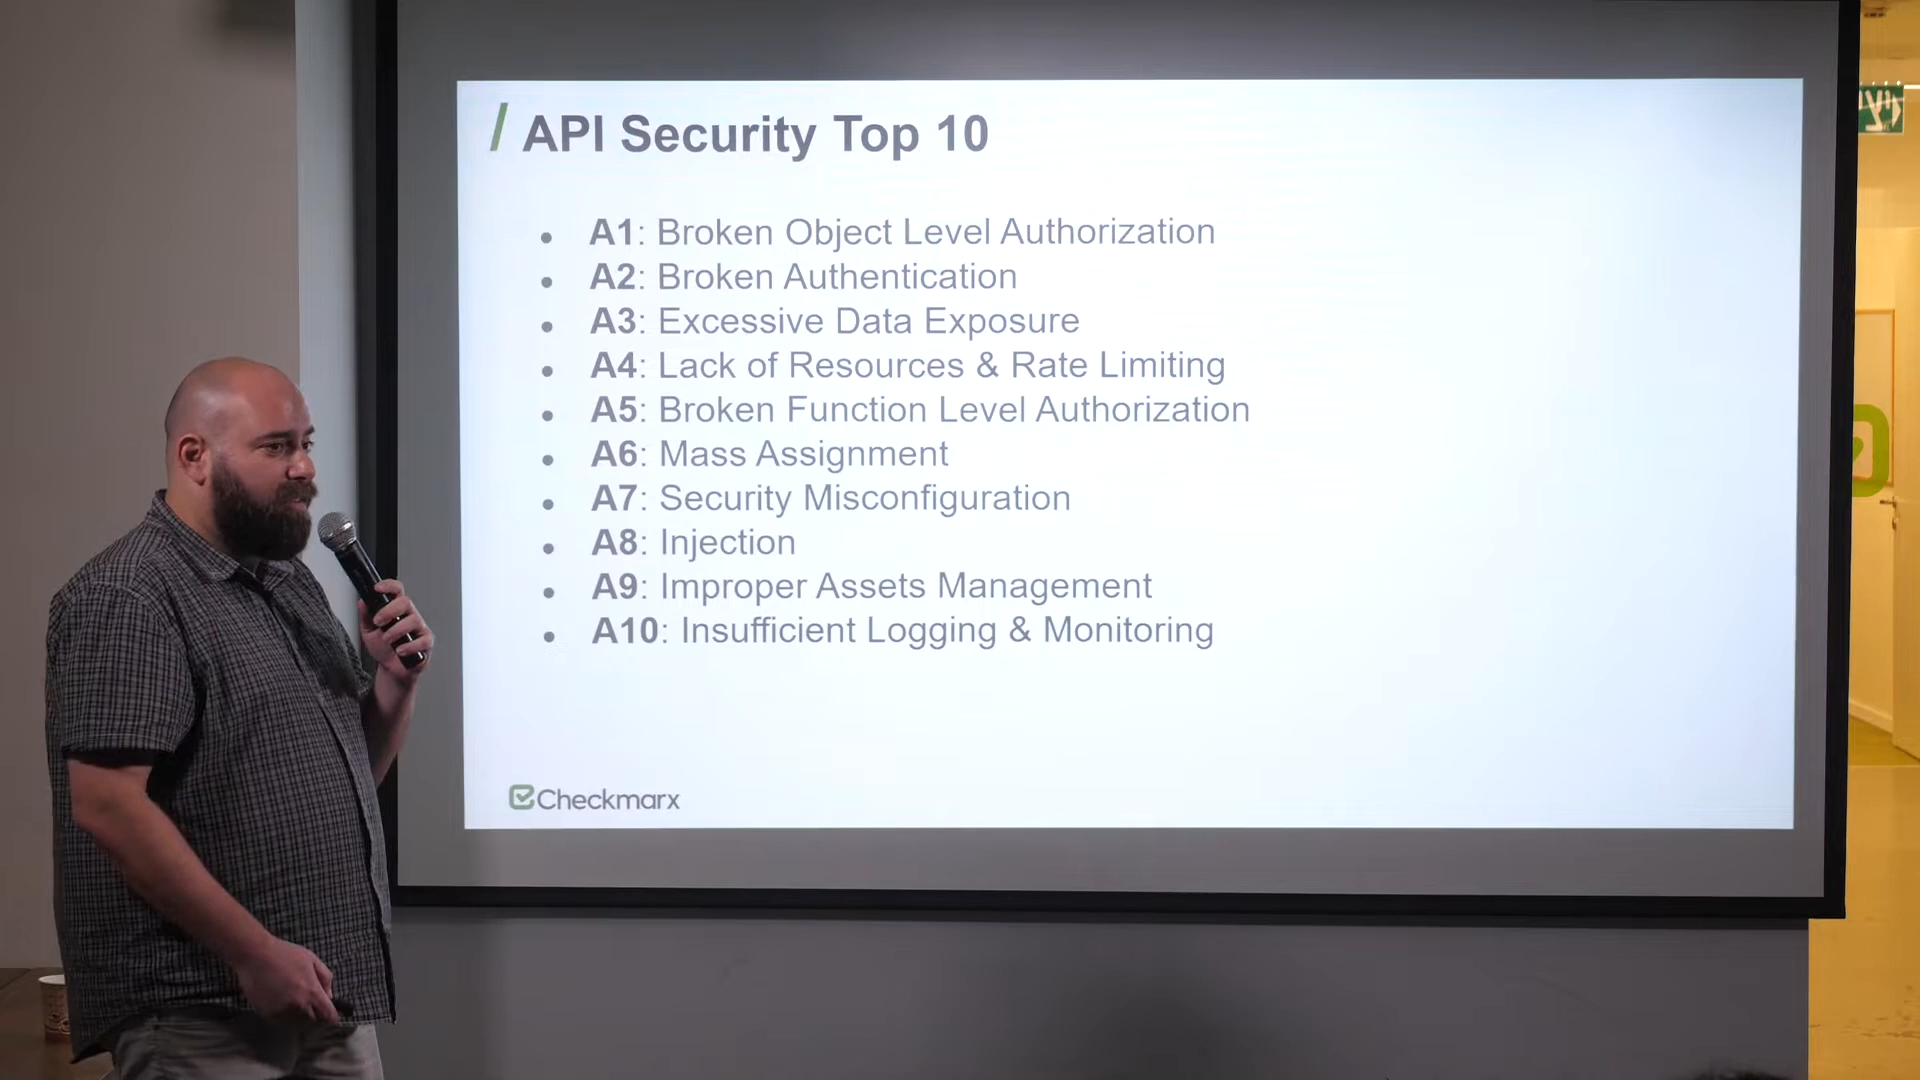 / API Security Top 10
• A1: Broken Object Level Authorization
• A2: Broken Authentication
• A3: Excessive Data Exposure
• A4: Lack of Resources & Rate Limiting
• A5: Broken Function Level Authorization
• A6: Mass Assignment
• A7: Security Misconfiguration
• A8: Injection
• A9: Improper Assets Management
• A10: Insufficient Logging & Monitoring
Checkmarx